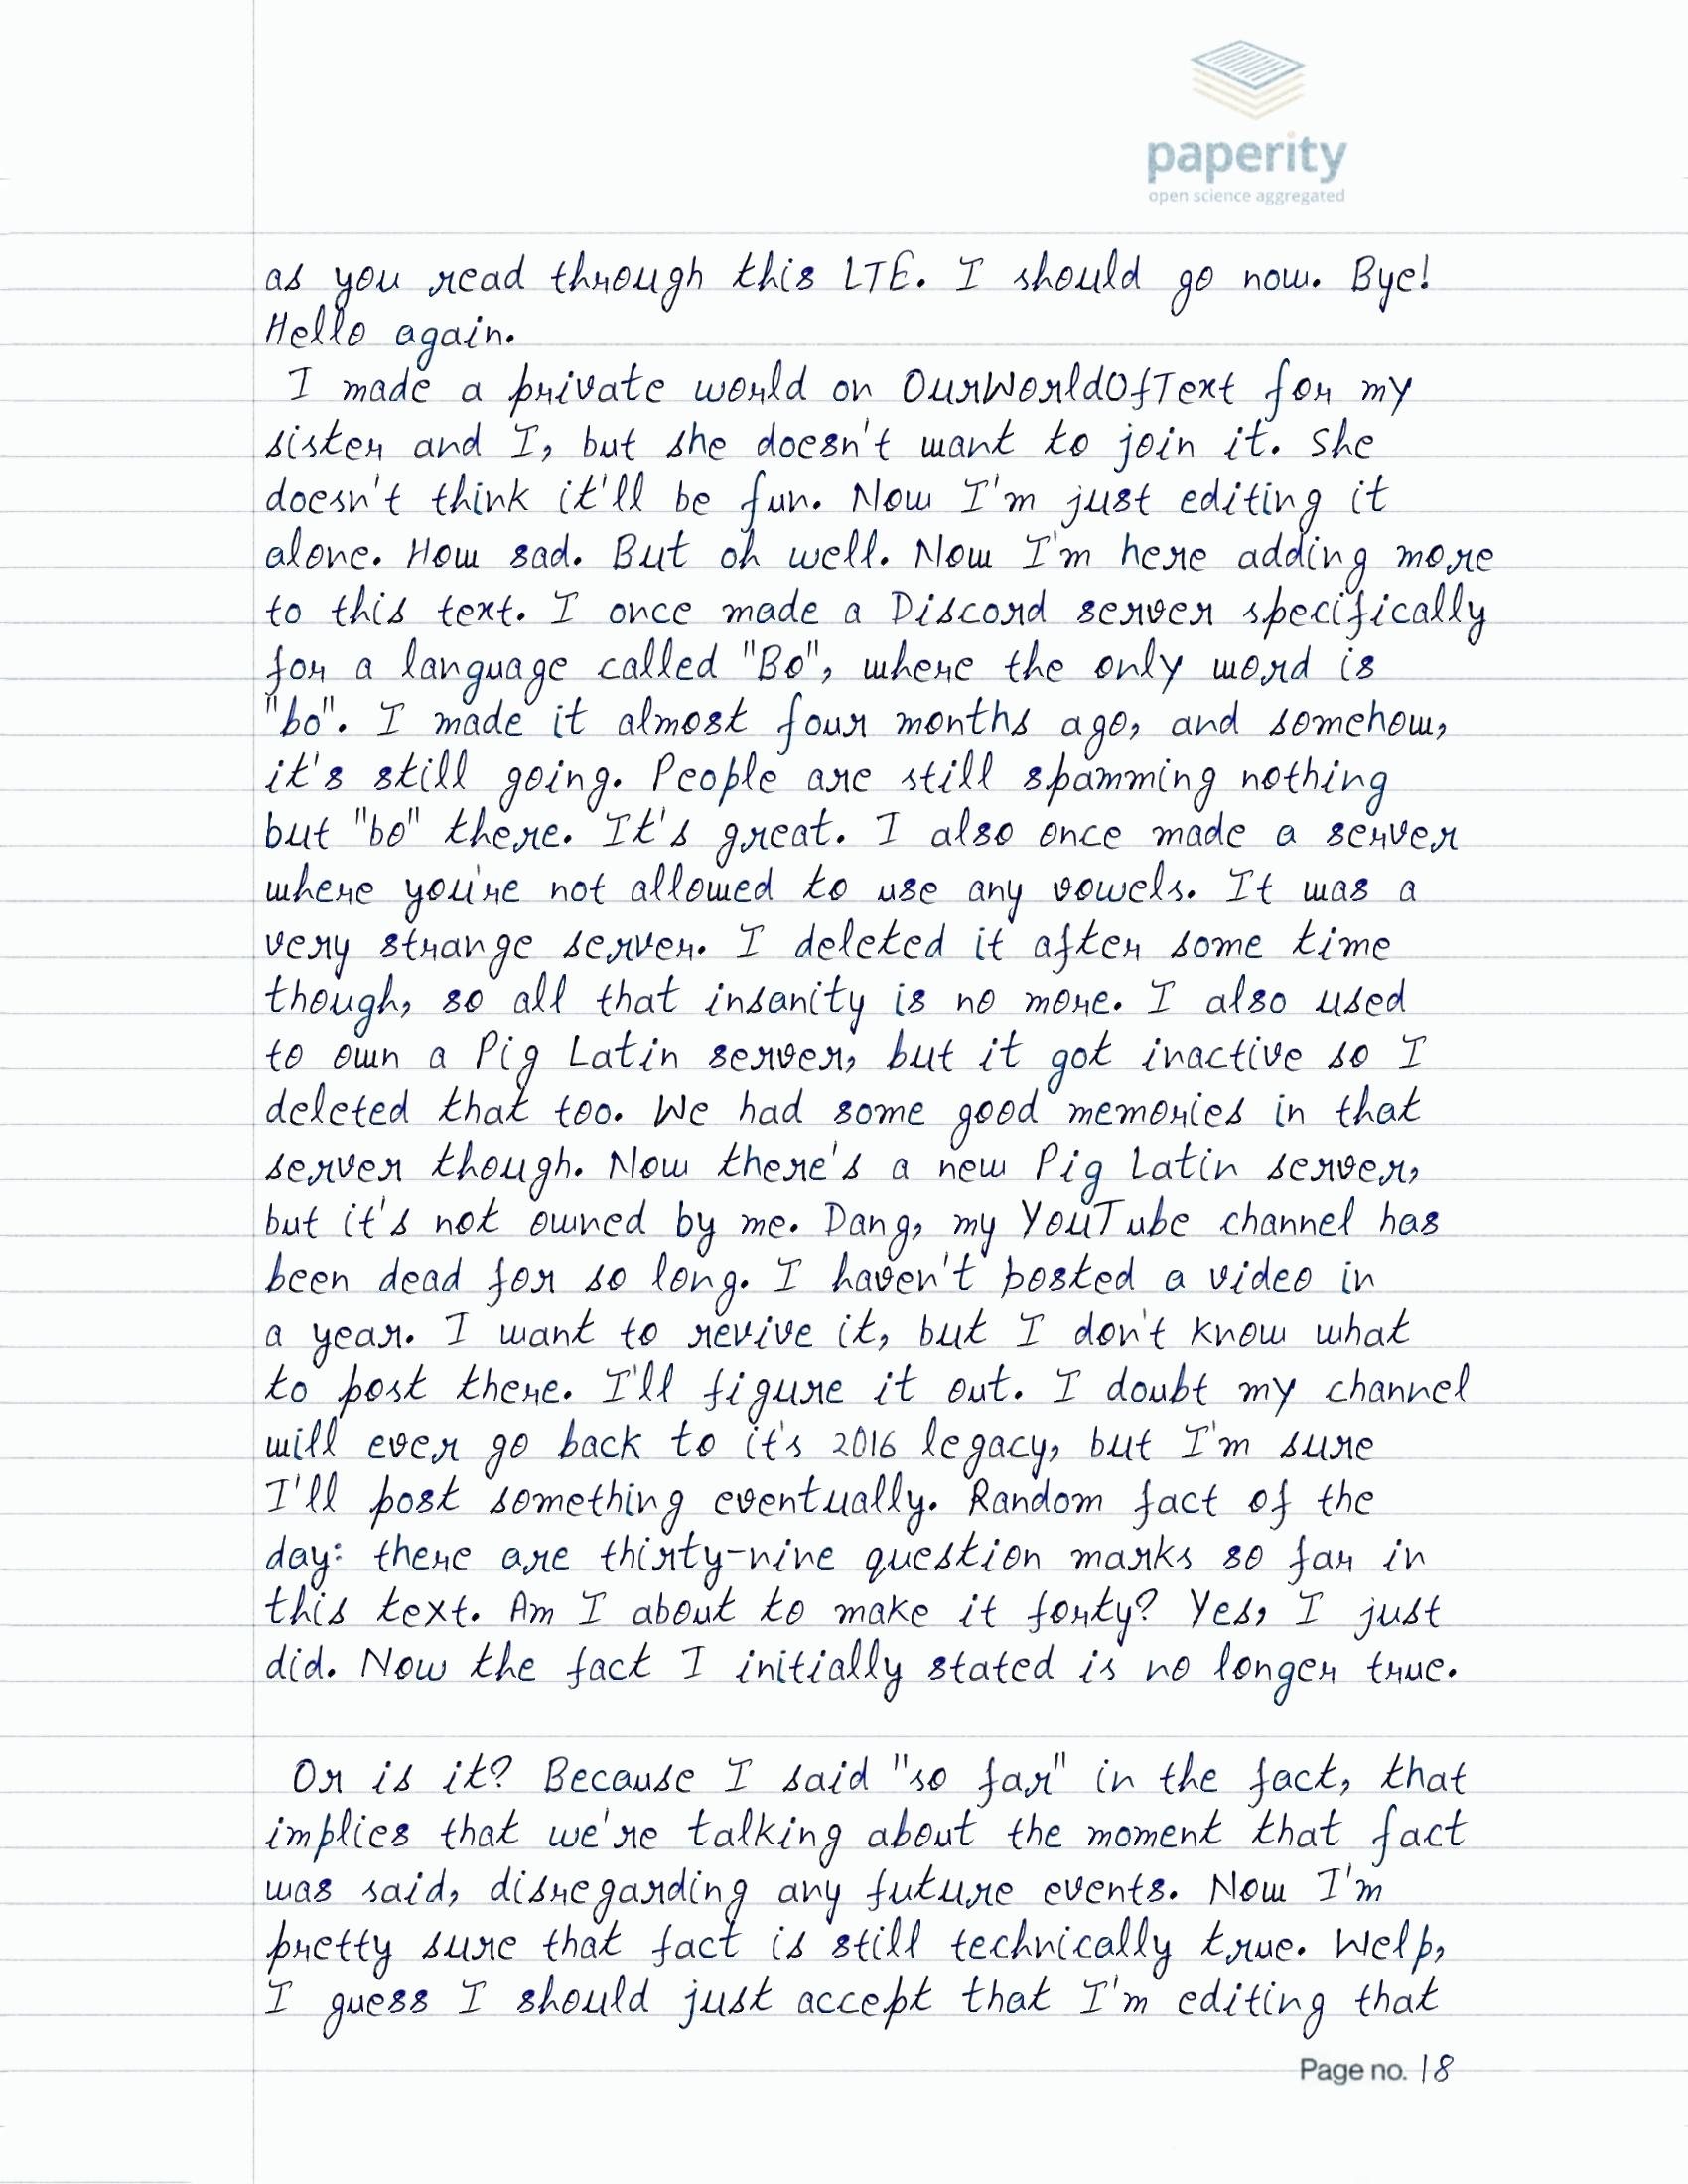 paperity
open science aggregated
as you read through this LTE. I should go now. Bye!
Hello again.
I made a private world on OurWorldOfText for my
sister and I, but she doesn't want to join it. She
doesn't think it'll be fun. Now I'm just editing it
alone. How sad. But oh well. Now I'm here adding more
to this text. I once made a Discord server specifically
for a language called "Bo", where the only word is
"bo". I made it almost four months ago, and somehow,
it's still going. People are still spamming nothing
but "bo" there. It's great. I also once made a server
where you're not allowed to use any vowels. It was a
very strange server. I deleted it after some time
though, so all that insanity is no more. I also used
to own a Pig Latin server, but it got inactive so I
deleted that too. We had some good memories in that
server though. Now there's a new Pig Latin server,
but it's not owned by me. Dang, my YouTube channel has
been dead for so long. I haven't posted a video in
a year. I want to revive it, but I don't know what
to post there. I'll figure it out. I doubt my channel
will ever go back to it's 2016 legacy, but I'm sure
I'll post something eventually. Random fact of the
day: there are thirty-nine question marks so far in
this text. Am I about to make it forty? Yes, I just
did. Now the fact I initially stated is no longer true.
Or is it? Because I said "so far" in the fact, that
implies that we're talking about the moment that fact
was said, disregarding any future events. Now I'm
pretty sure that fact is still technically true. Welp,
I guess I should just accept that I'm editing that
Page no. 18